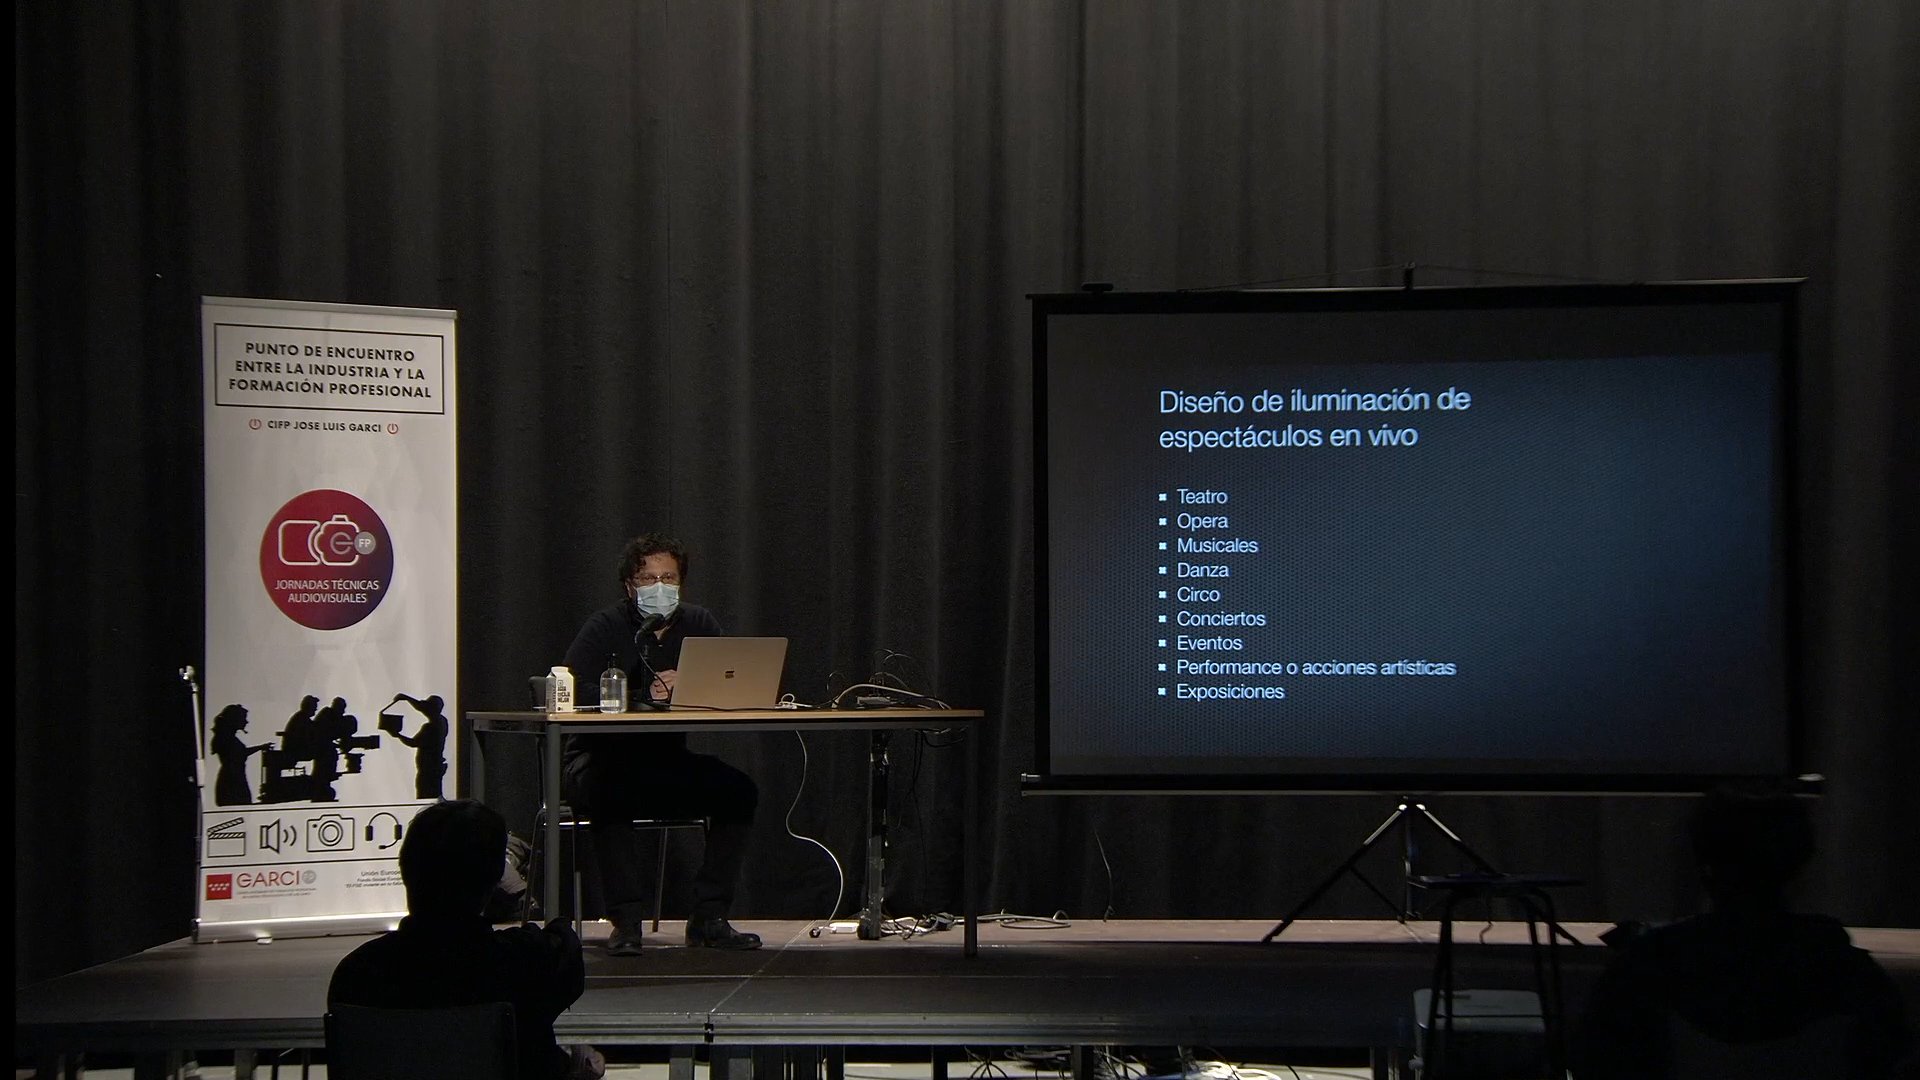 PUNTO DE ENCUENTRO
ENTRE LA INDUSTRIA Y LA
FORMACIÓN PROFESIONAL
CIFP JOSE LUIS GARCI
FP
JORNADAS TÉCNICAS
AUDIOVISUALES
GARCI FP
Diseño de iluminación de
espectáculos en vivo
Teatro
Opera
Musicales
Danza
Circo
Conciertos
Eventos
Performance o acciones artísticas
Exposiciones